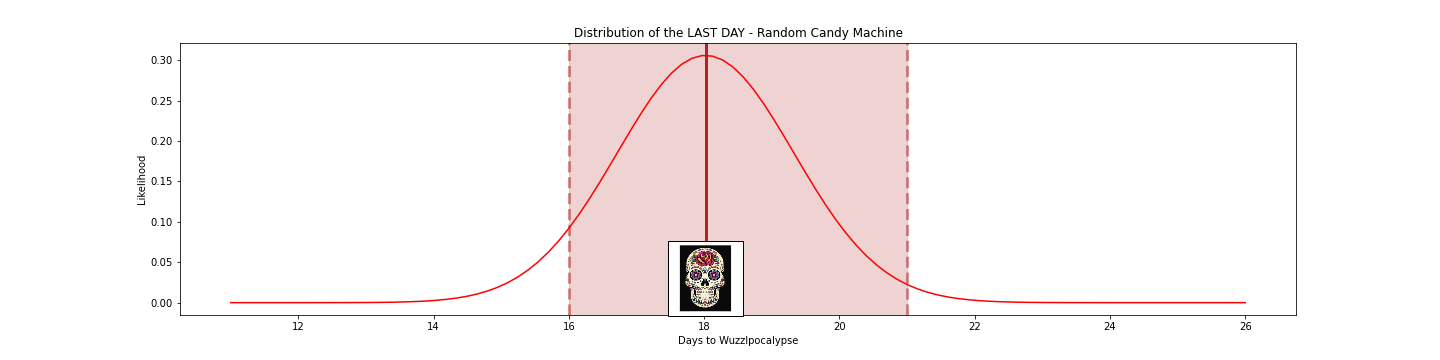 Distribution of the LAST DAY - Random Candy Machine
0.30
0.25
0.20
0.15
0.10
0.05
0.00
Likelihood
12 14 16 18 20 22 24 26
Days to Wuzzlpocalypse